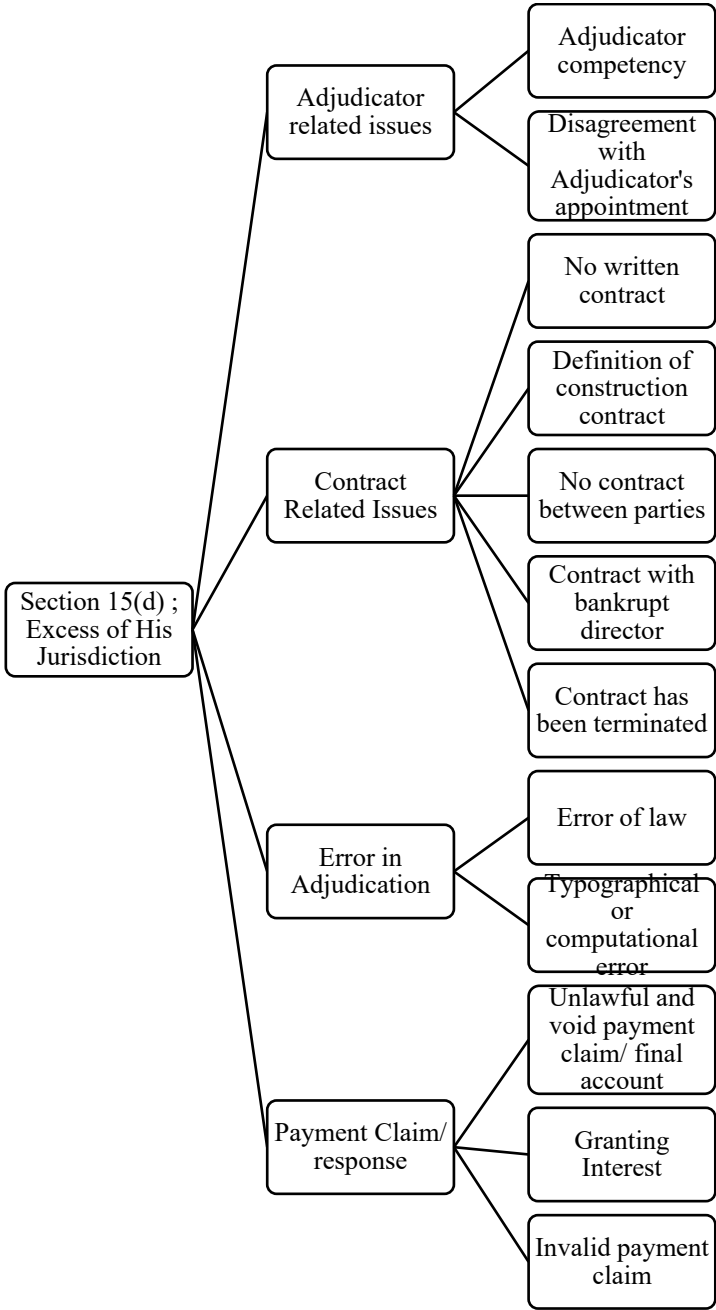 Section 15(d) ;
Excess of His
Jurisdiction
Adjudicator
related issues
Adjudicator
competency
Disagreement
with
Adjudicator's
appointment
Contract
Related Issues
No written
contract
Definition of
construction
contract
No contract
between parties
Contract with
bankrupt
director
Contract has
been terminated
Error in
Adjudication
Error of law
Typographical
or
computational
error
Payment Claim/
response
Unlawful and
void payment
claim/ final
account
Granting
Interest
Invalid payment
claim